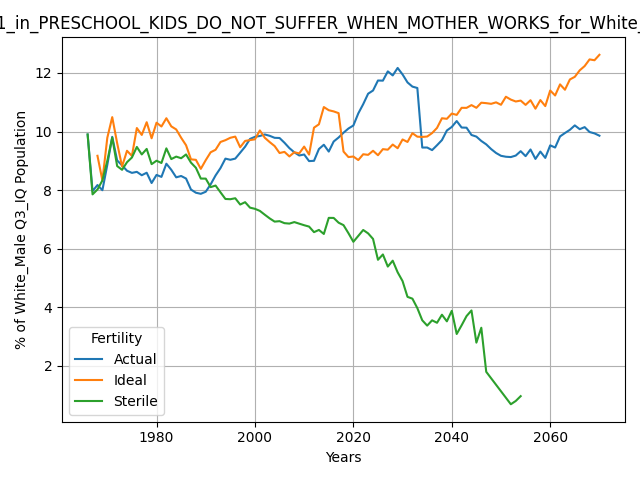 1_in_PRESCHOOL_KIDS_DO_NOT_SUFFER_WHEN_MOTHER_WORKS_for_White_
% of White_Male Q3_IQ Population
12
10
8
6
4
2
Fertility
Actual
Ideal
Sterile
1980
2000
2020
2040
2060
Years